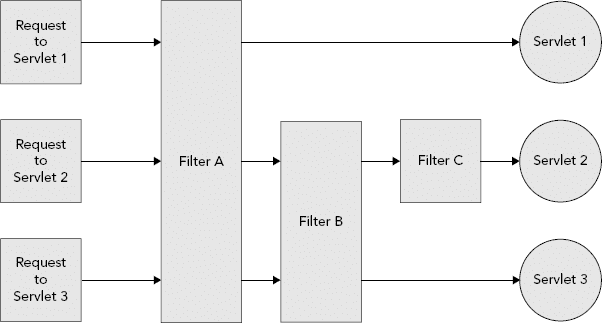 Request
to
Servlet 1
Servlet 1
Request
to
Servlet 2
Filter A
Filter C
Servlet 2
Filter B
Request
to
Servlet 3
Servlet 3